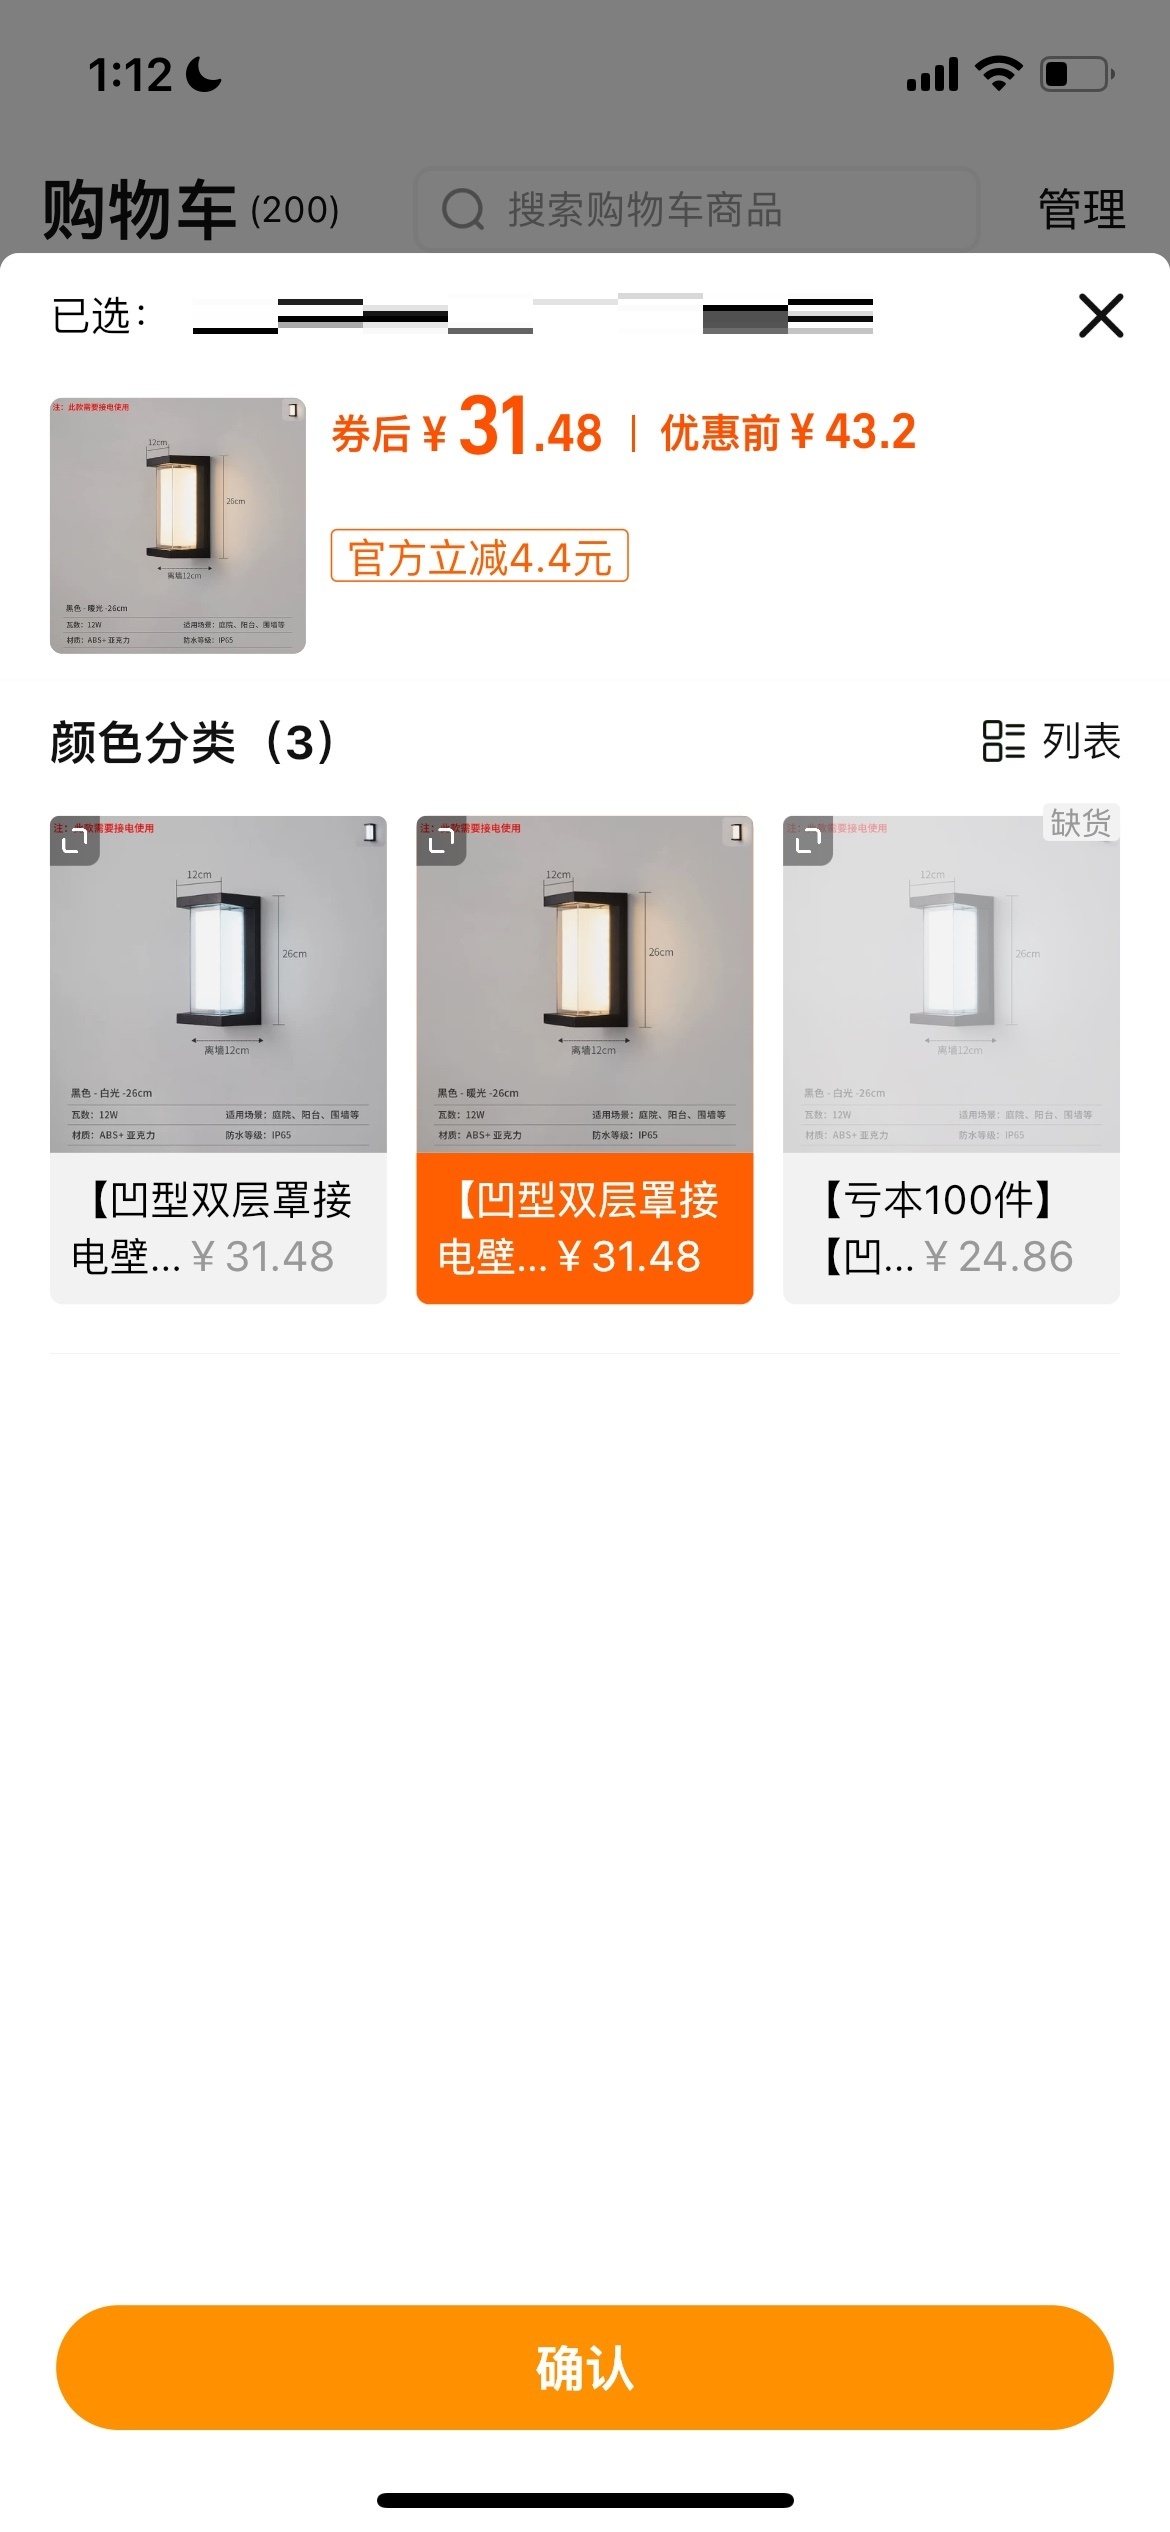 1:12
购物车(200)
搜索购物车商品
管理
已选：
注：此款需要接电使用
12cm
26cm
离墙12cm
黑色 - 暖光 -26cm
瓦数：12W 适用场景：庭院、阳台、围墙等
材质：ABS+ 亚克力 防水等级：IP65
券后 ¥ 31.48 | 优惠前 ¥ 43.2
官方立减4.4元
颜色分类（3）
列表
注：此款需要接电使用
12cm
26cm
离墙12cm
黑色 - 白光 -26cm
瓦数：12W 适用场景：庭院、阳台、围墙等
材质：ABS+ 亚克力 防水等级：IP65
【凹型双层罩接
电壁... ¥ 31.48
注：此款需要接电使用
12cm
26cm
离墙12cm
黑色 - 暖光 -26cm
瓦数：12W 适用场景：庭院、阳台、围墙等
材质：ABS+ 亚克力 防水等级：IP65
【凹型双层罩接
电壁... ¥ 31.48
缺货
注：此款需要接电使用
12cm
26cm
离墙12cm
黑色 - 白光 -26cm
瓦数：12W 适用场景：庭院、阳台、围墙等
材质：ABS+ 亚克力 防水等级：IP65
【亏本100件】
【凹... ¥ 24.86
确认